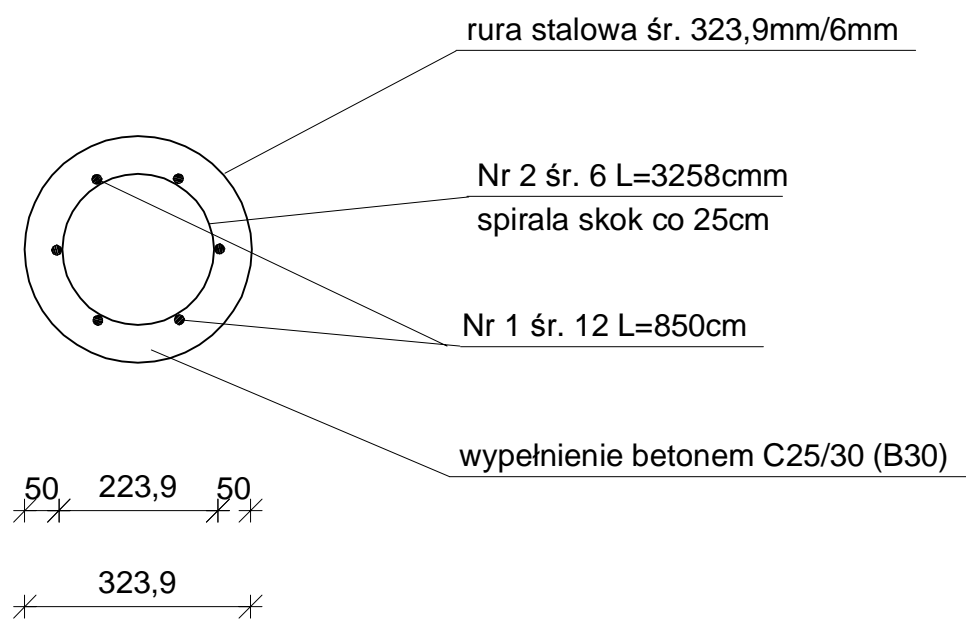 rura stalowa śr. 323,9mm/6mm
Nr 2 śr. 6 L=3258cmm
spirala skok co 25cm
Nr 1 śr. 12 L=850cm
wypełnienie betonem C25/30 (B30)
50 223,9 50
323,9